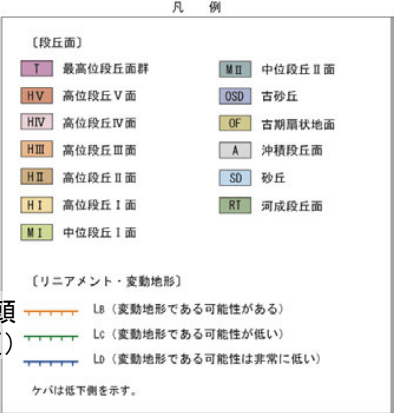 凡 例
〔段丘面〕
T 最高位段丘面群
HⅤ 高位段丘Ⅴ面
HⅣ 高位段丘Ⅳ面
HⅢ 高位段丘Ⅲ面
HⅡ 高位段丘Ⅱ面
HⅠ 高位段丘Ⅰ面
MⅠ 中位段丘Ⅰ面
MⅡ 中位段丘Ⅱ面
OSD 古砂丘
OF 古期扇状地面
A 沖積段丘面
SD 砂丘
RT 河成段丘面
〔リニアメント・変動地形〕
頭
LB（変動地形である可能性がある）
LC（変動地形である可能性が低い）
）
LD（変動地形である可能性は非常に低い）
ケバは低下側を示す。